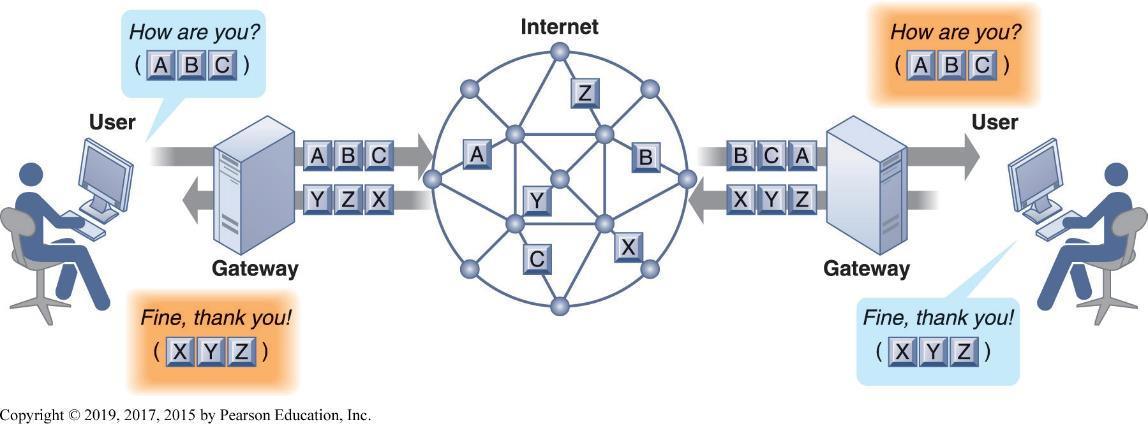 How are you?
( A B C )
User
Gateway
A B C
Y Z X
Fine, thank you!
( X Y Z )
Internet
Z
A
B
Y
C
X
B C A
X Y Z
Gateway
How are you?
( A B C )
User
Fine, thank you!
( X Y Z )
Copyright © 2019, 2017, 2015 by Pearson Education, Inc.